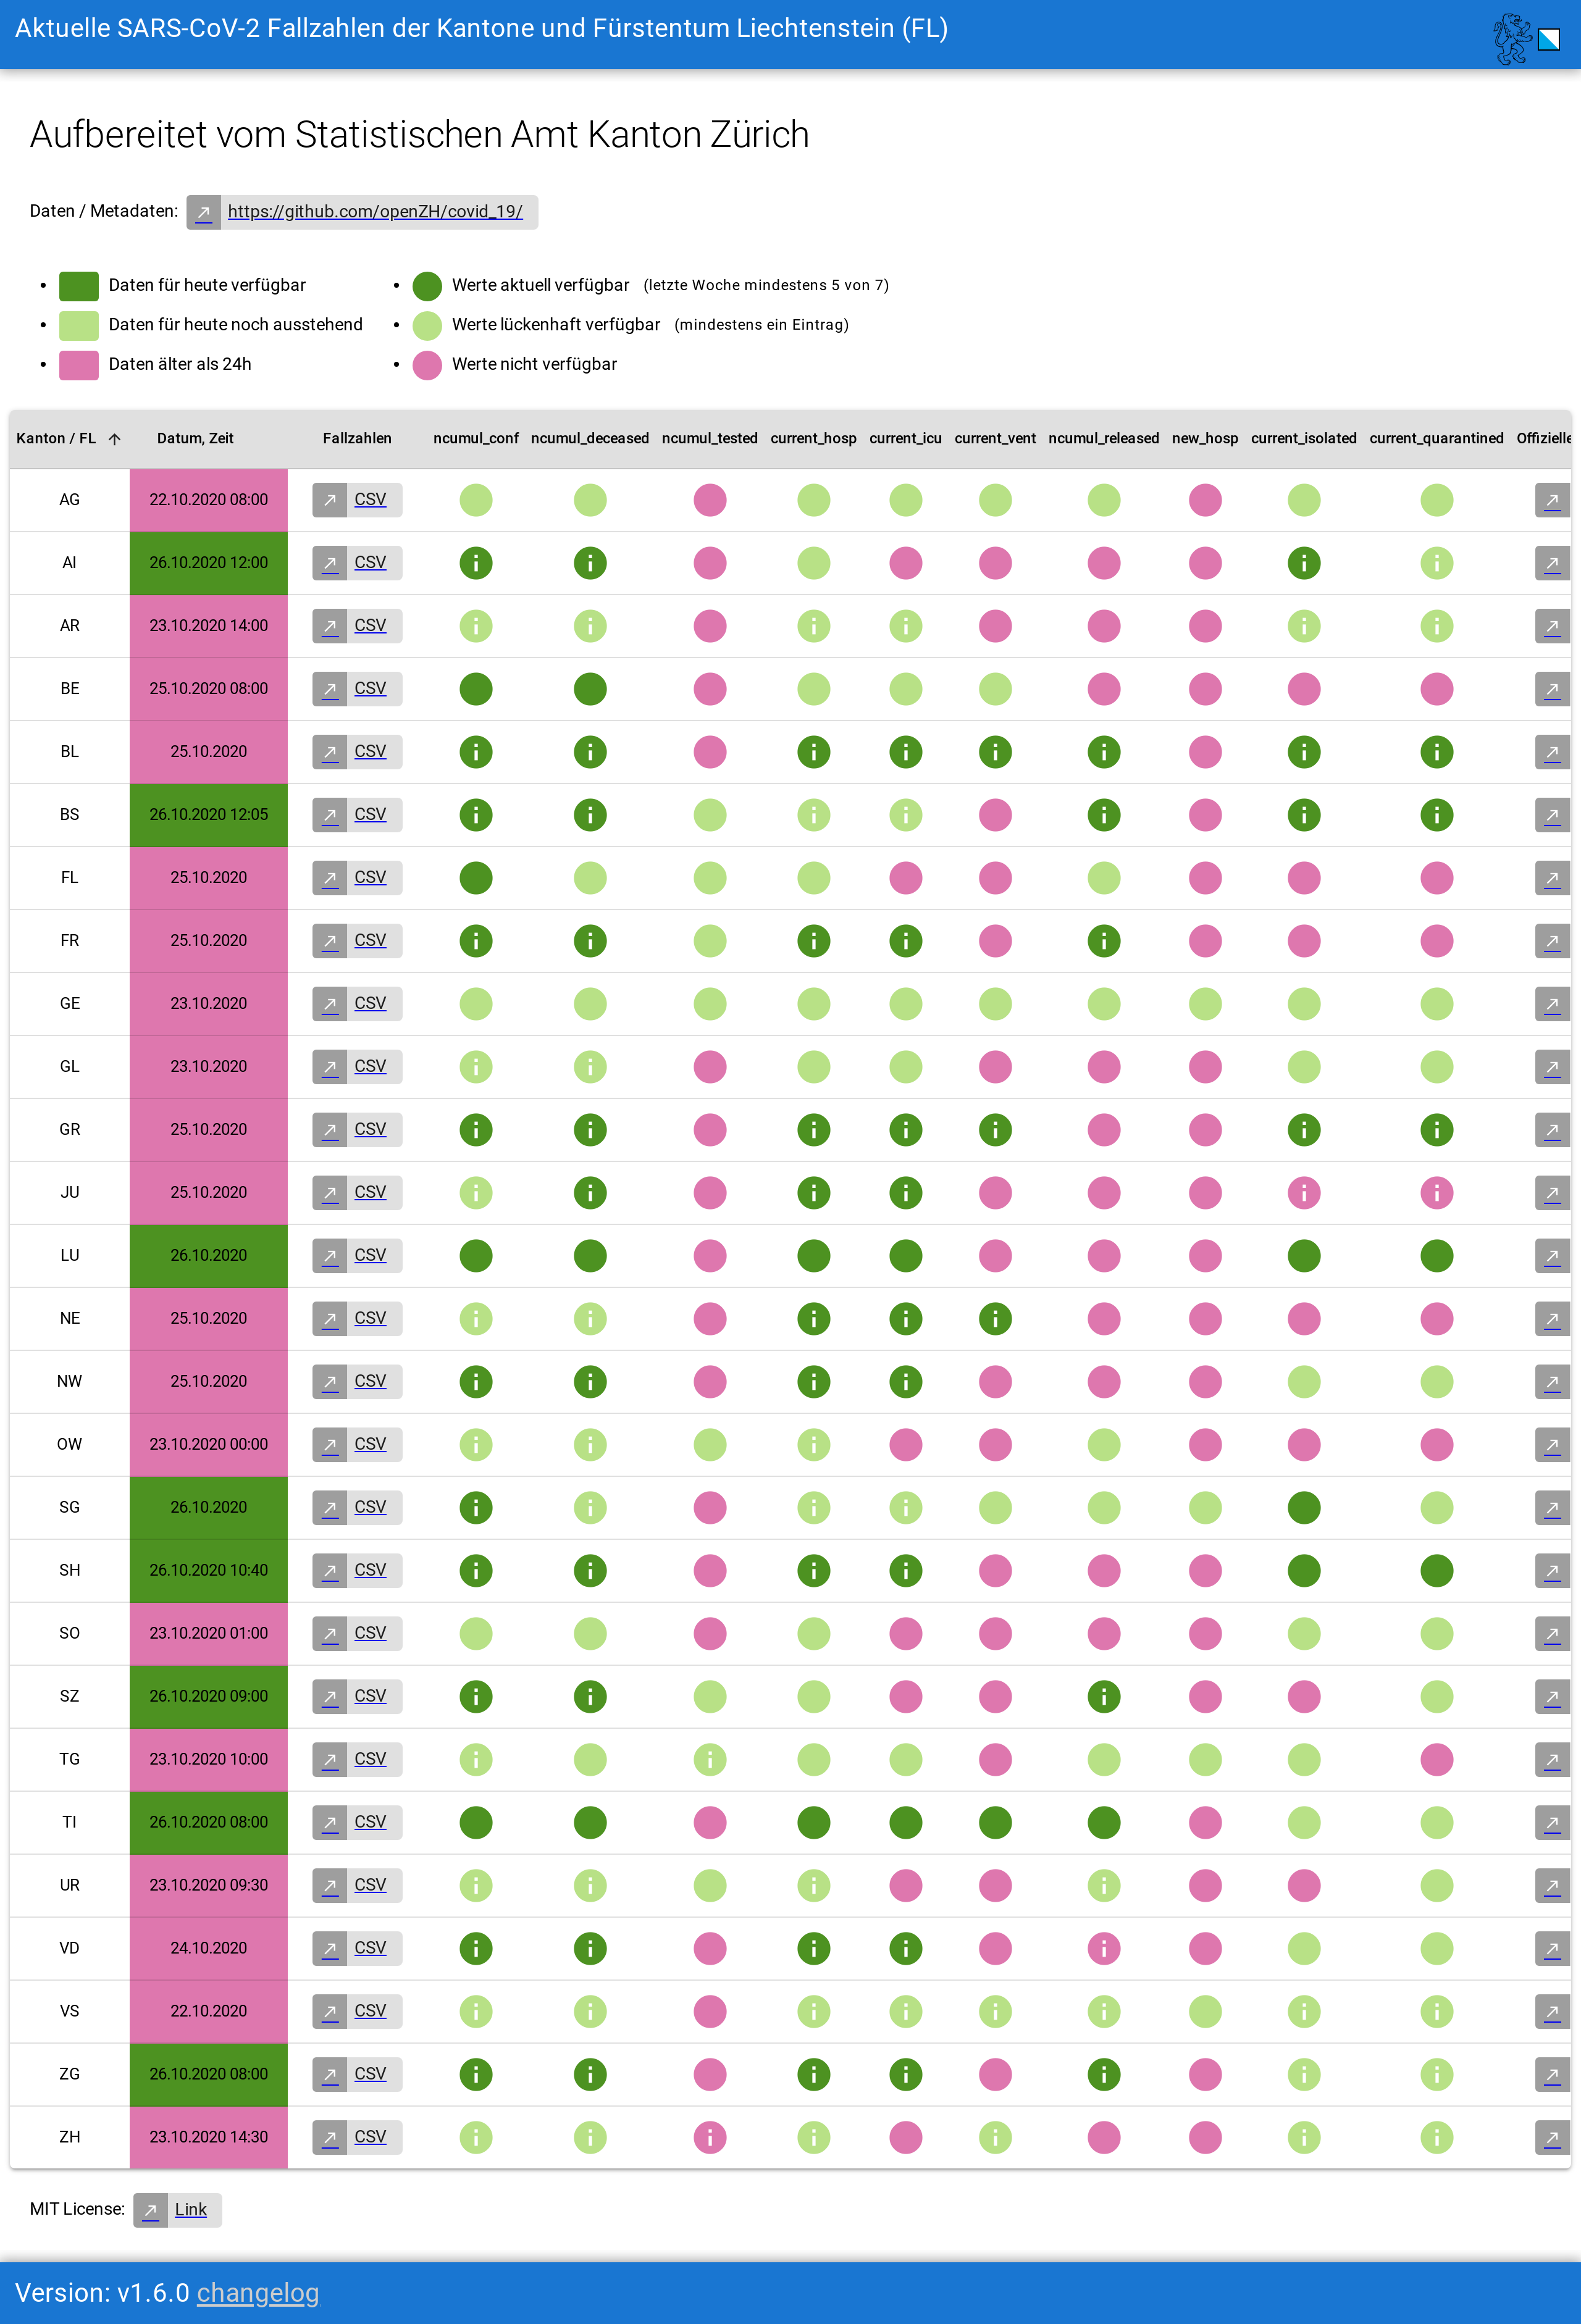 Aktuelle SARS-CoV-2 Fallzahlen der Kantone und Fürstentum Liechtenstein (FL)
Aufbereitet vom Statistischen Amt Kanton Zürich
Daten / Metadaten: https://github.com/openZH/covid_19/
Daten für heute verfügbar
Daten für heute noch ausstehend
Daten älter als 24h
Werte aktuell verfügbar (letzte Woche mindestens 5 von 7)
Werte lückenhaft verfügbar (mindestens ein Eintrag)
Werte nicht verfügbar
Kanton / FL Datum, Zeit Fallzahlen ncumul_conf ncumul_deceased ncumul_tested current_hosp current_icu current_vent ncumul_released new_hosp current_isolated current_quarantined Offizielle
AG 22.10.2020 08:00 CSV
AI 26.10.2020 12:00 CSV
AR 23.10.2020 14:00 CSV
BE 25.10.2020 08:00 CSV
BL 25.10.2020 CSV
BS 26.10.2020 12:05 CSV
FL 25.10.2020 CSV
FR 25.10.2020 CSV
GE 23.10.2020 CSV
GL 23.10.2020 CSV
GR 25.10.2020 CSV
JU 25.10.2020 CSV
LU 26.10.2020 CSV
NE 25.10.2020 CSV
NW 25.10.2020 CSV
OW 23.10.2020 00:00 CSV
SG 26.10.2020 CSV
SH 26.10.2020 10:40 CSV
SO 23.10.2020 01:00 CSV
SZ 26.10.2020 09:00 CSV
TG 23.10.2020 10:00 CSV
TI 26.10.2020 08:00 CSV
UR 23.10.2020 09:30 CSV
VD 24.10.2020 CSV
VS 22.10.2020 CSV
ZG 26.10.2020 08:00 CSV
ZH 23.10.2020 14:30 CSV
MIT License: Link
Version: v1.6.0 changelog